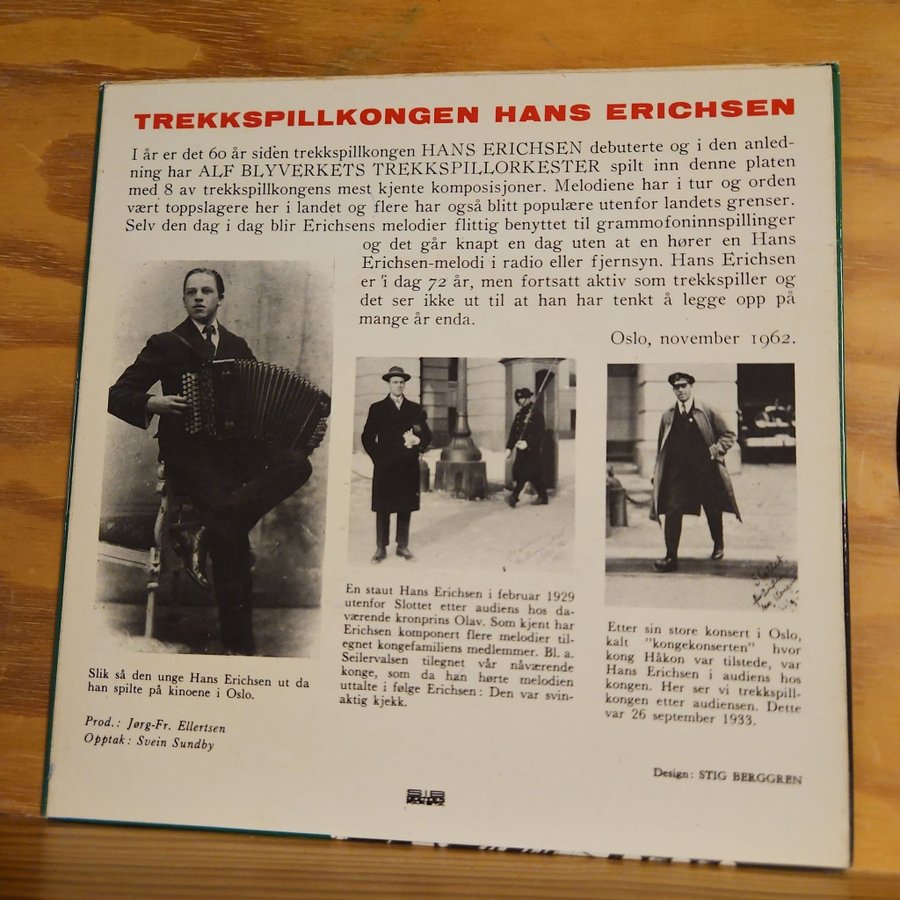 TREKKSPILLKONGEN HANS ERICHSEN
I år er det 60 år siden trekkspillkongen HANS ERICHSEN debuterte og i den anled-
ning har ALF BLYVERKETS TREKKSPILLORKESTER spilt inn denne platen
med 8 av trekkspillkongens mest kjente komposisjoner. Melodiene har i tur og orden
vært toppslagere her i landet og flere har også blitt populære utenfor landets grenser.
Selv den dag i dag blir Erichsens melodier flittig benyttet til grammofoninnspillinger
og det går knapt en dag uten at en hører en Hans
Erichsen-melodi i radio eller fjernsyn. Hans Erichsen
er i dag 72 år, men fortsatt aktiv som trekkspiller og
det ser ikke ut til at han har tenkt å legge opp på
mange år enda.
Oslo, november 1962.
Slik så den unge Hans Erichsen ut da
han spilte på kinoene i Oslo.
En staut Hans Erichsen i februar 1929
utenfor Slottet etter audiens hos da-
værende kronprins Olav. Som kjent har
Erichsen komponert flere melodier til-
egnet kongefamiliens medlemmer. Bl. a.
Seilervalsen tilegnet vår nåværende
konge, som da han hørte melodien
uttalte i følge Erichsen: Den var svin-
aktig kjekk.
Etter sin store konsert i Oslo,
kalt "kongekonserten" hvor
kong Håkon var tilstede, var
Hans Erichsen i audiens hos
kongen. Her ser vi trekkspill-
kongen etter audiensen. Dette
var 26 september 1933.
Prod.: Jørg-Fr. Ellertsen
Opptak: Svein Sundby
Design: STIG BERGGREN
Slottet